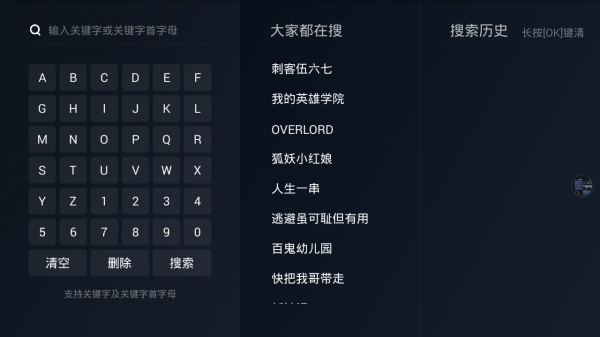 输入关键字或关键字首字母
A B C D E F
G H I J K L
M N O P Q R
S T U V W X
Y Z 1 2 3 4
5 6 7 8 9 0
清空 删除 搜索
支持关键字及关键字首字母
大家都在搜
刺客伍六七
我的英雄学院
OVERLORD
狐妖小红娘
人生一串
逃避虽可耻但有用
百鬼幼儿园
快把我哥带走
搜索历史 长按[OK]键清